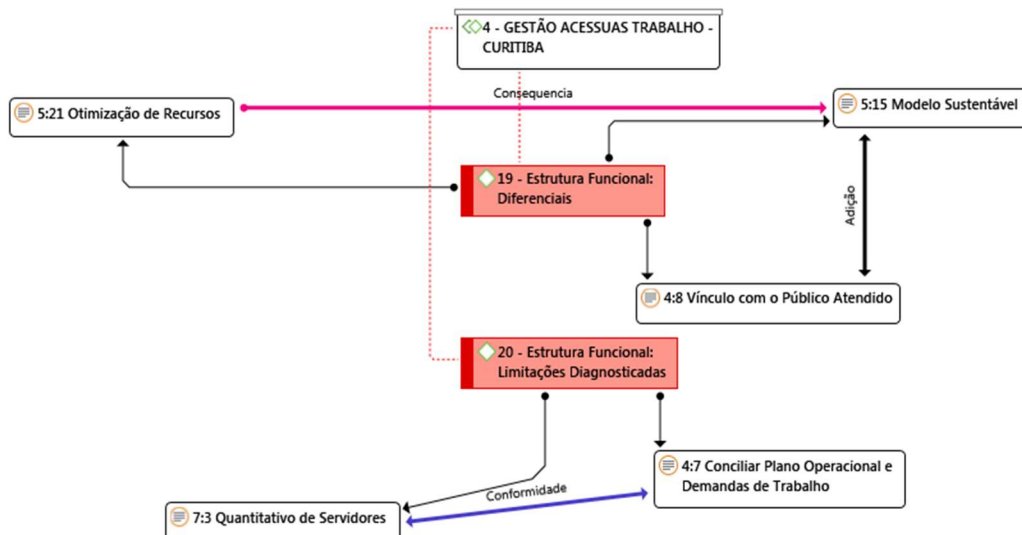 4 - GESTÃO ACESSUAS TRABALHO -
CURITIBA
Consequencia
5:21 Otimização de Recursos
5:15 Modelo Sustentável
19 - Estrutura Funcional:
Diferenciais
Adição
4:8 Vínculo com o Público Atendido
20 - Estrutura Funcional:
Limitações Diagnosticadas
4:7 Conciliar Plano Operacional e
Demandas de Trabalho
Conformidade
7:3 Quantitativo de Servidores